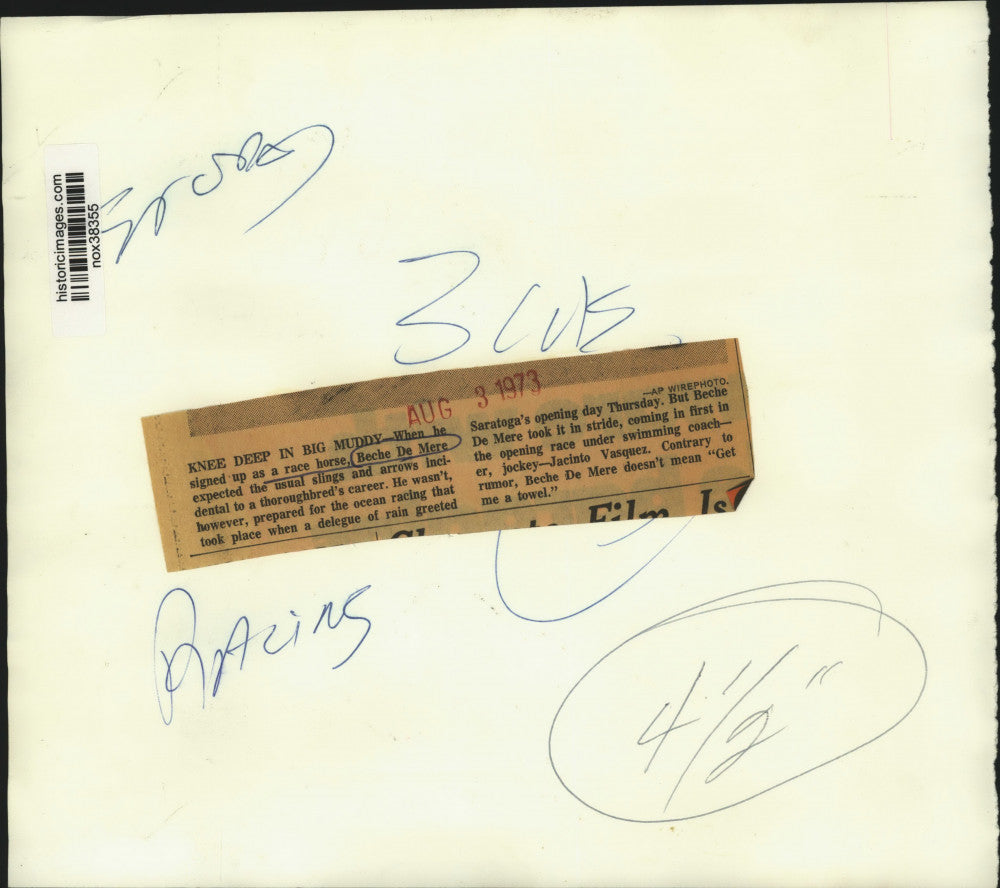 historicimages.com
nox38355
3 cuts
AUG 3 1973
KNEE DEEP IN BIG MUDDY—When he
signed up as a race horse, Beche De Mere
expected the usual slings and arrows inci-
dental to a thoroughbred's career. He wasn't,
however, prepared for the ocean racing that
took place when a delegue of rain greeted
—AP WIREPHOTO.
Saratoga's opening day Thursday. But Beche
De Mere took it in stride, coming in first in
the opening race under swimming coach—
er, jockey—Jacinto Vasquez. Contrary to
rumor, Beche De Mere doesn't mean "Get
me a towel."
Film Is
RACING
4 1/2"